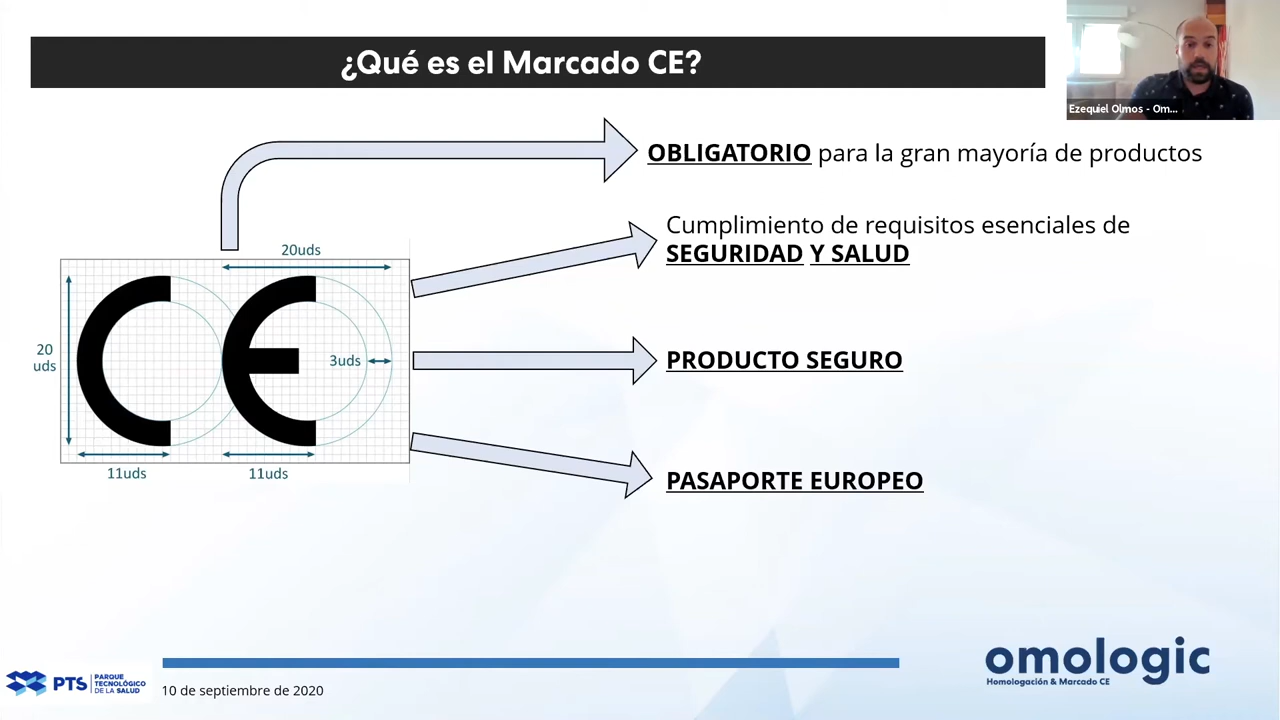 ¿Qué es el Marcado CE?
Ezequiel Olmos - Om...
OBLIGATORIO para la gran mayoría de productos
Cumplimiento de requisitos esenciales de
SEGURIDAD Y SALUD
PRODUCTO SEGURO
PASAPORTE EUROPEO
20uds
20
uds
CE
3uds
11uds
11uds
PTS
PARQUE
TECNOLÓGICO
DE LA SALUD
10 de septiembre de 2020
omologic
Homologación & Marcado CE